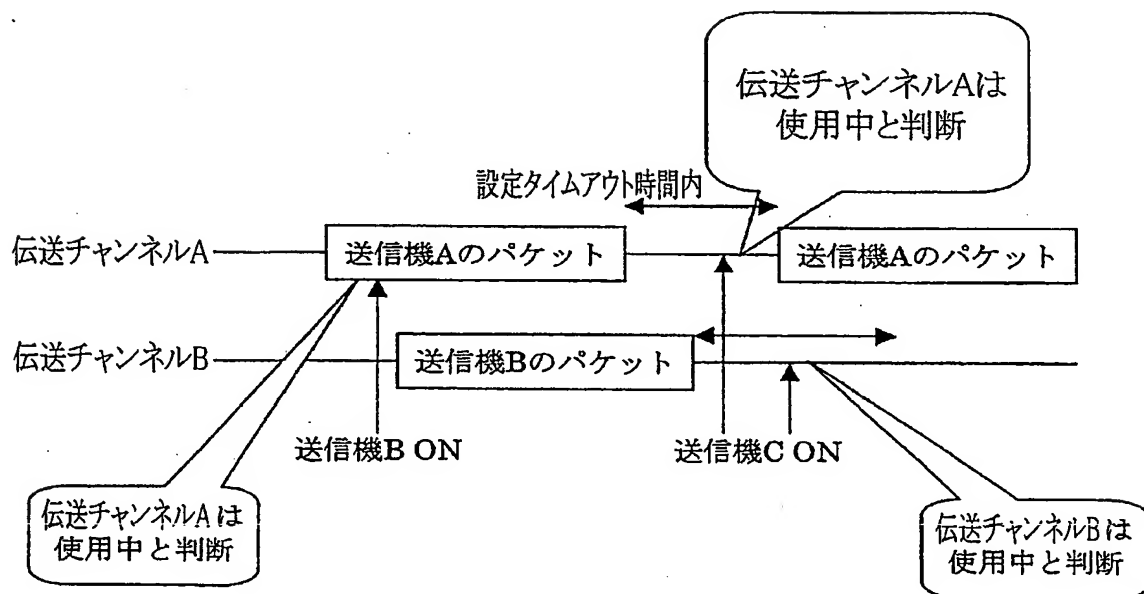 伝送チャンネルAは
使用中と判断
設定タイムアウト時間内
伝送チャンネルA
送信機Aのパケット
送信機Aのパケット
伝送チャンネルB
送信機Bのパケット
送信機B ON
送信機C ON
伝送チャンネルAは
使用中と判断
伝送チャンネルBは
使用中と判断